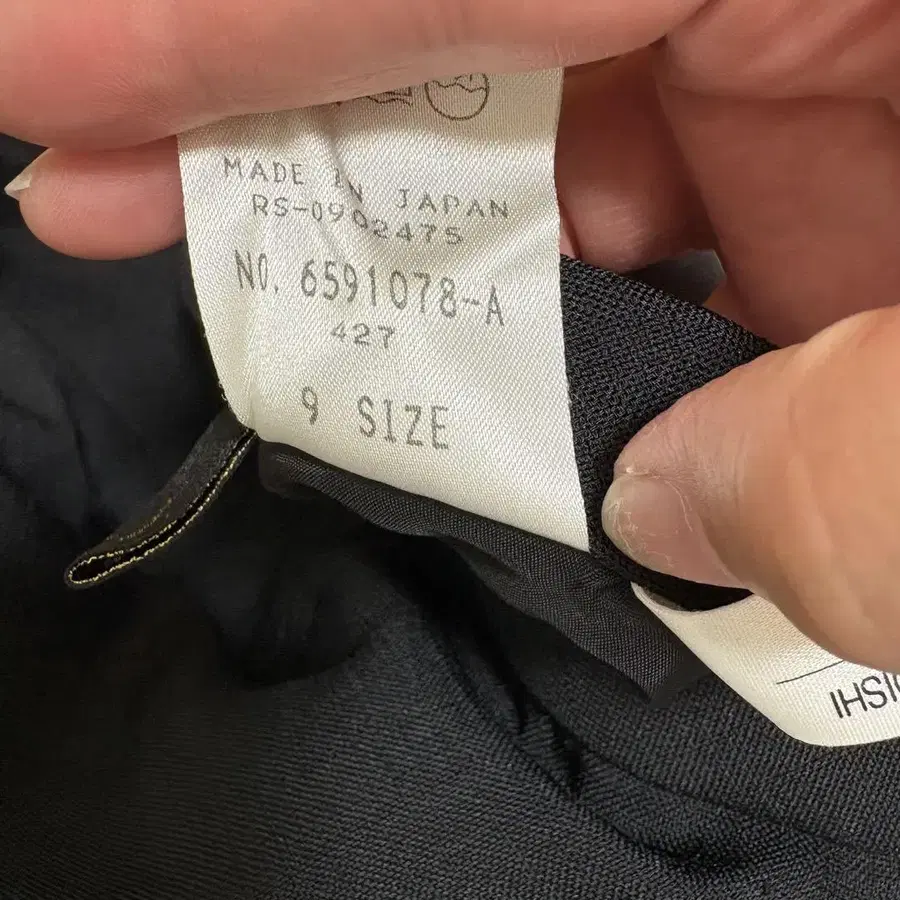 MADE IN JAPAN
RS-0902475
NO. 6591078-A
427
9 SIZE